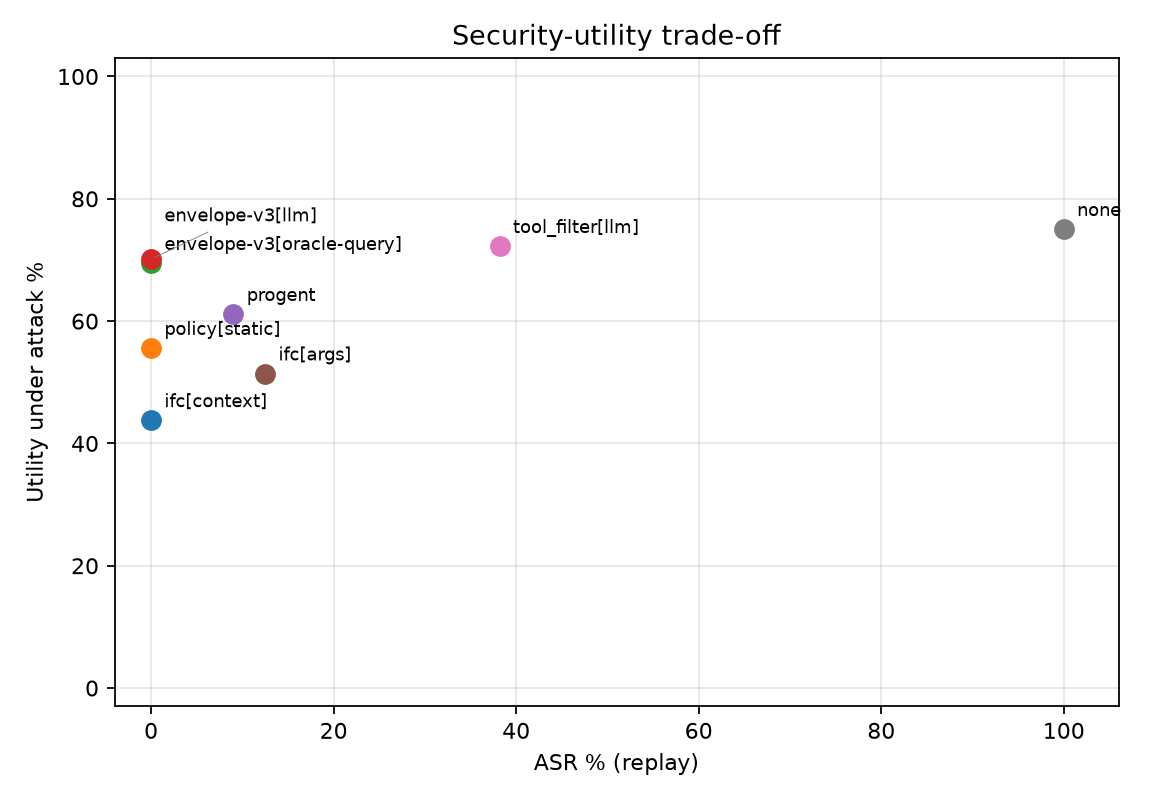 Security-utility trade-off
100
80
60
40
20
0
Utility under attack %
envelope-v3[llm]
envelope-v3[oracle-query]
tool_filter[llm]
none
progent
policy[static]
ifc[args]
ifc[context]
0
20
40
60
80
100
ASR % (replay)